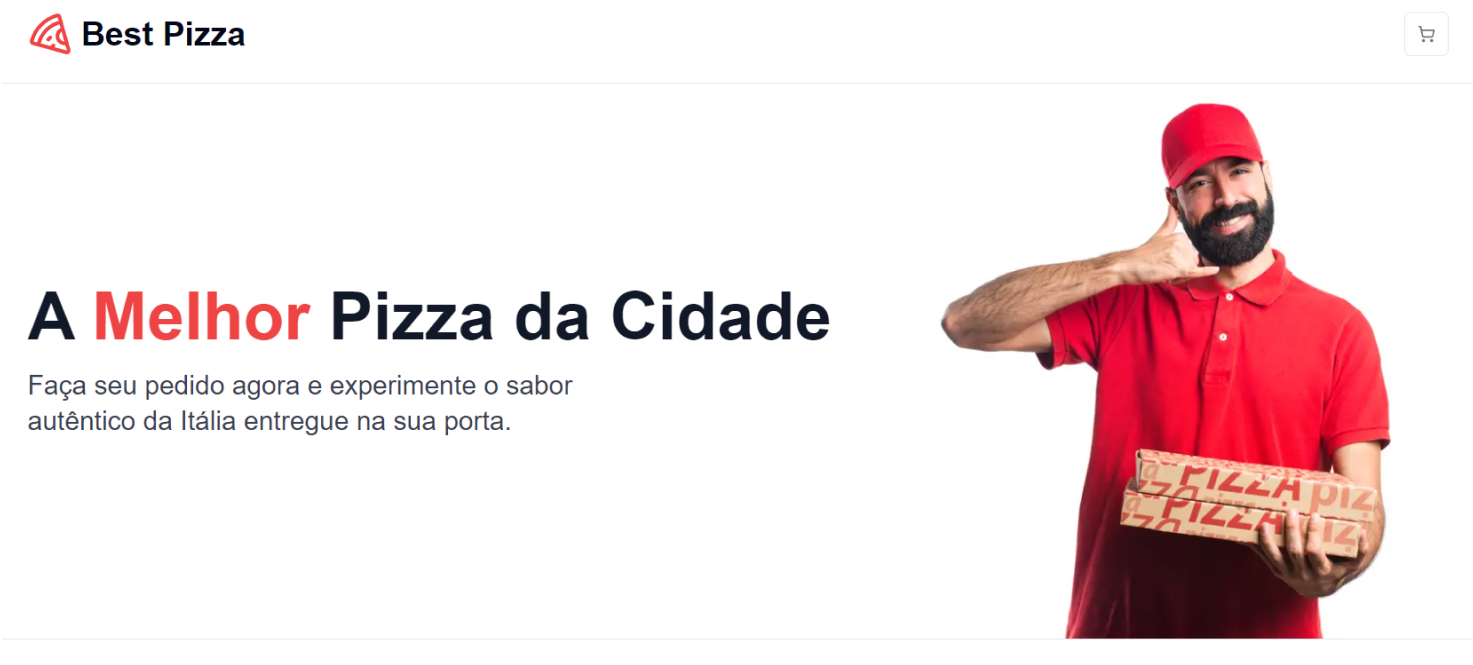 Best Pizza
A Melhor Pizza da Cidade
Faça seu pedido agora e experimente o sabor
autêntico da Itália entregue na sua porta.
PIZZA piz
PIZZA